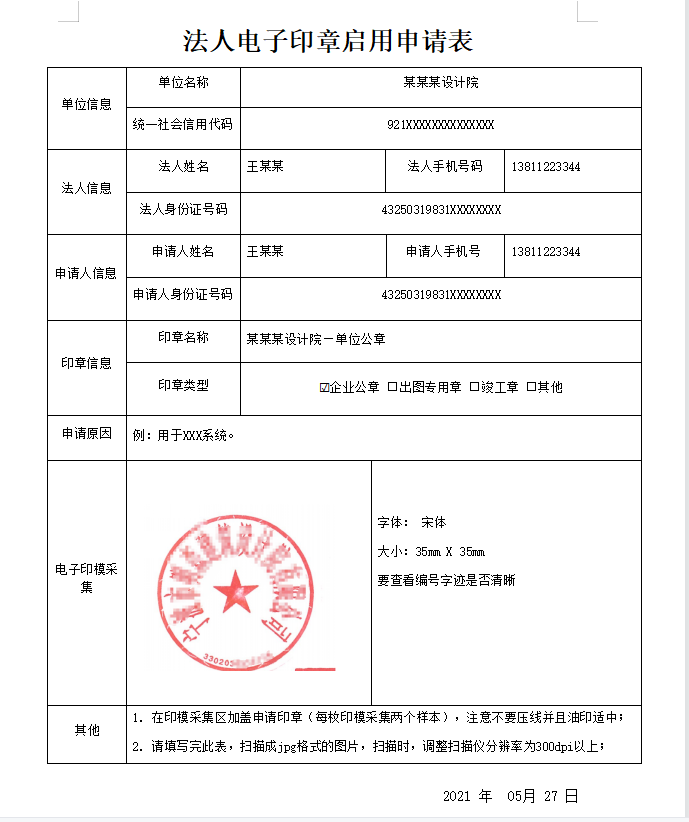 法人电子印章启用申请表
单位信息
单位名称
某某某设计院
统一社会信用代码
921XXXXXXXXXXXXXX
法人信息
法人姓名
王某某
法人手机号码
13811223344
法人身份证号码
43250319831XXXXXXXX
申请人信息
申请人姓名
王某某
申请人手机号
13811223344
申请人身份证号码
43250319831XXXXXXXX
印章信息
印章名称
某某某设计院－单位公章
印章类型
☑企业公章 □出图专用章 □竣工章 □其他
申请原因
例：用于XXX系统。
电子印模采
集
字体： 宋体
大小：35mm X 35mm
要查看编号字迹是否清晰
其他
1. 在印模采集区加盖申请印章（每枚印模采集两个样本），注意不要压线并且油印适中；
2. 请填写完此表，扫描成jpg格式的图片，扫描时，调整扫描仪分辨率为300dpi以上；
2021 年 05月 27 日